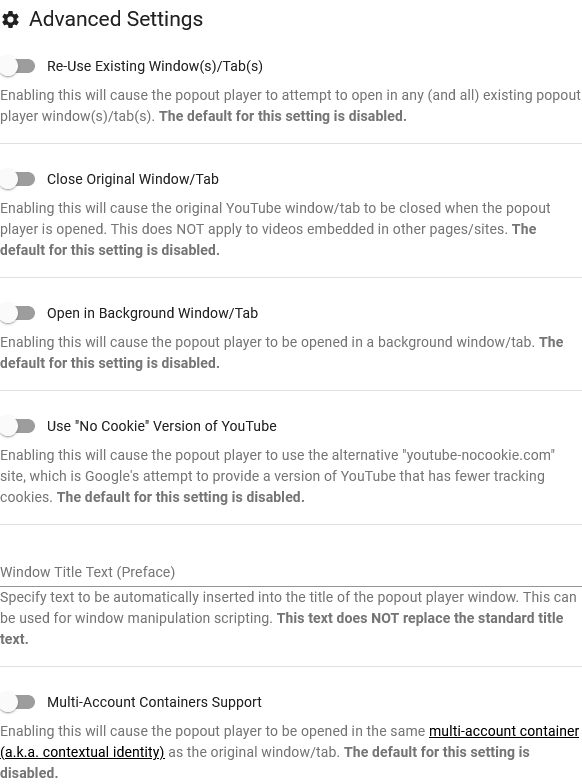 Advanced Settings
Re-Use Existing Window(s)/Tab(s)
Enabling this will cause the popout player to attempt to open in any (and all) existing popout
player window(s)/tab(s). The default for this setting is disabled.
Close Original Window/Tab
Enabling this will cause the original YouTube window/tab to be closed when the popout
player is opened. This does NOT apply to videos embedded in other pages/sites. The
default for this setting is disabled.
Open in Background Window/Tab
Enabling this will cause the popout player to be opened in a background window/tab. The
default for this setting is disabled.
Use "No Cookie" Version of YouTube
Enabling this will cause the popout player to use the alternative "youtube-nocookie.com"
site, which is Google's attempt to provide a version of YouTube that has fewer tracking
cookies. The default for this setting is disabled.
Window Title Text (Preface)
Specify text to be automatically inserted into the title of the popout player window. This can
be used for window manipulation scripting. This text does NOT replace the standard title
text.
Multi-Account Containers Support
Enabling this will cause the popout player to be opened in the same multi-account container
(a.k.a. contextual identity) as the original window/tab. The default for this setting is
disabled.